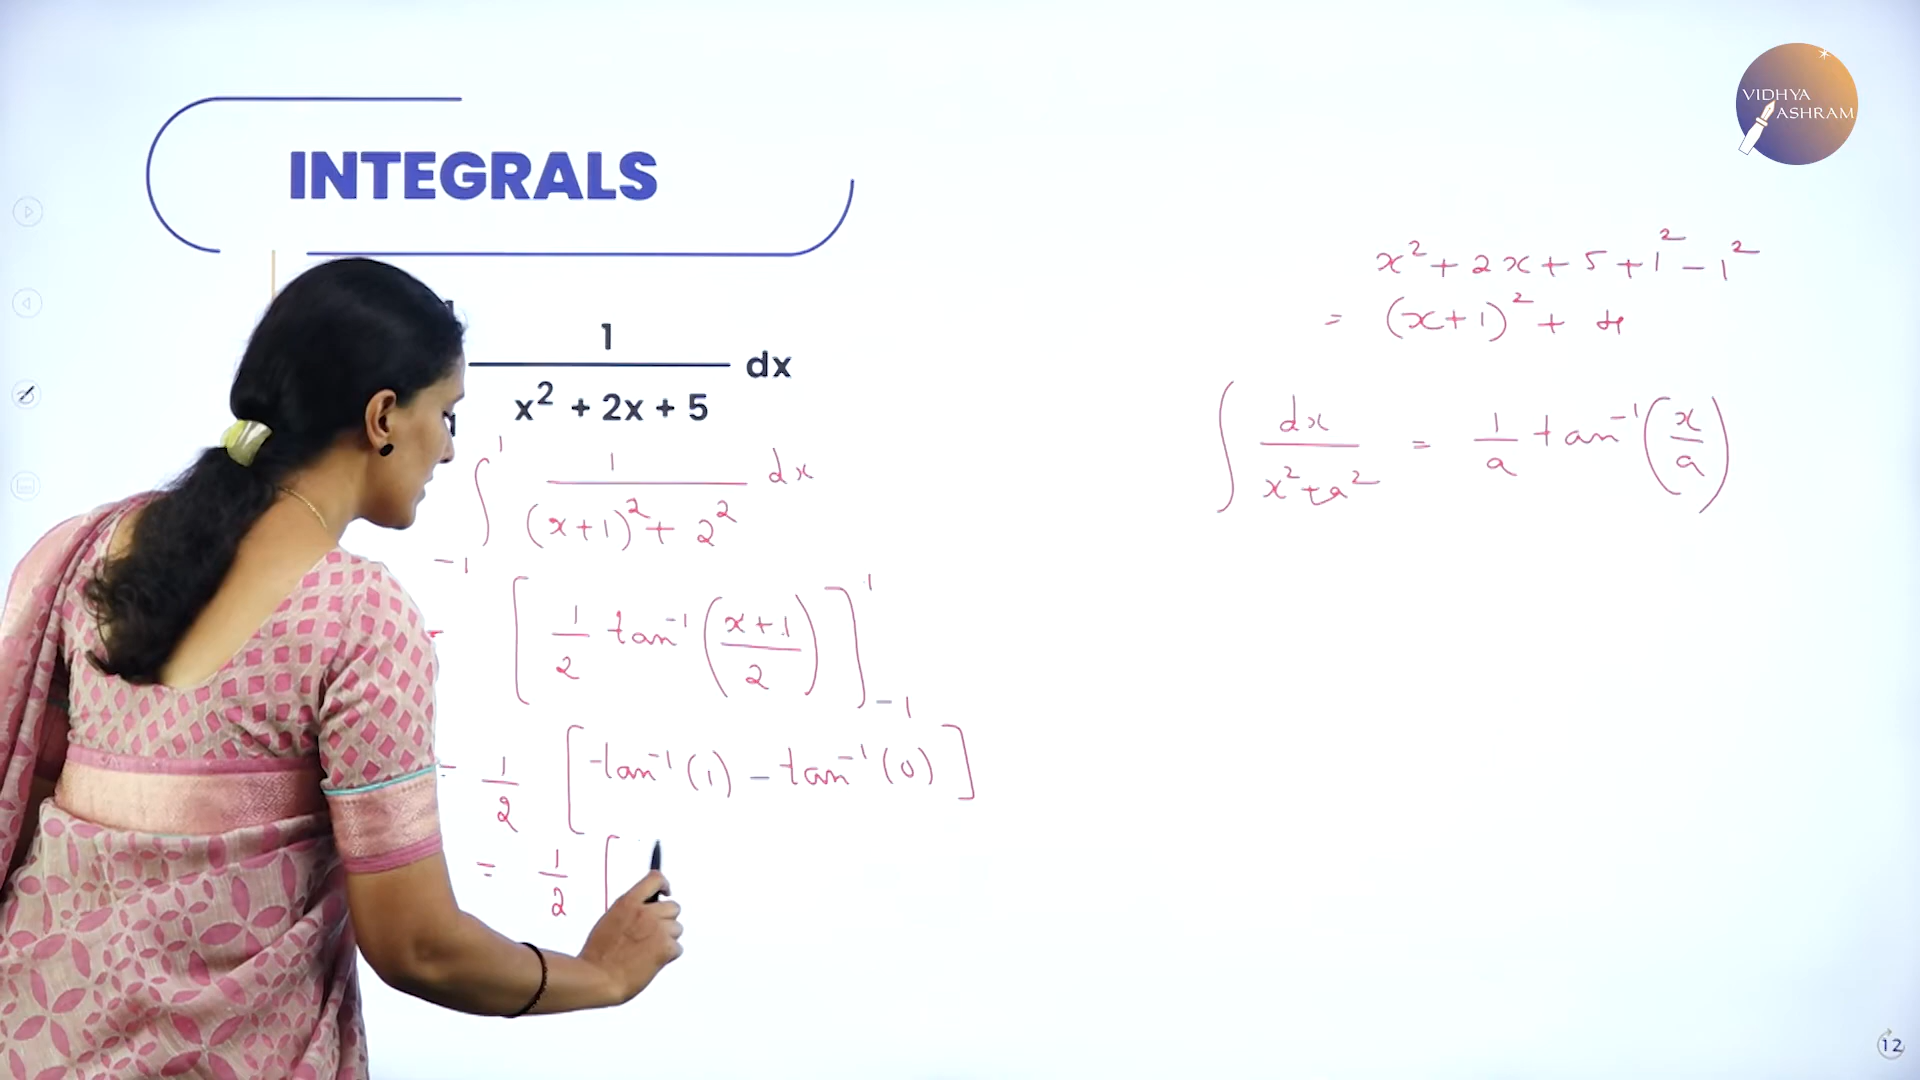 VIDHYA
ASHRAM
INTEGRALS
1
dx
x² + 2x + 5
1
∫ 1 dx
(x+1)² + 2²
-1
= [ 1/2 tan⁻¹ ( x+1 / 2 ) ]¹₋₁
= 1/2 [ tan⁻¹(1) - tan⁻¹(0) ]
= 1/2 [
x² + 2x + 5 + 1² - 1²
= (x+1)² + 4
∫ dx / x²+a² = 1/a tan⁻¹ ( x/a )
12